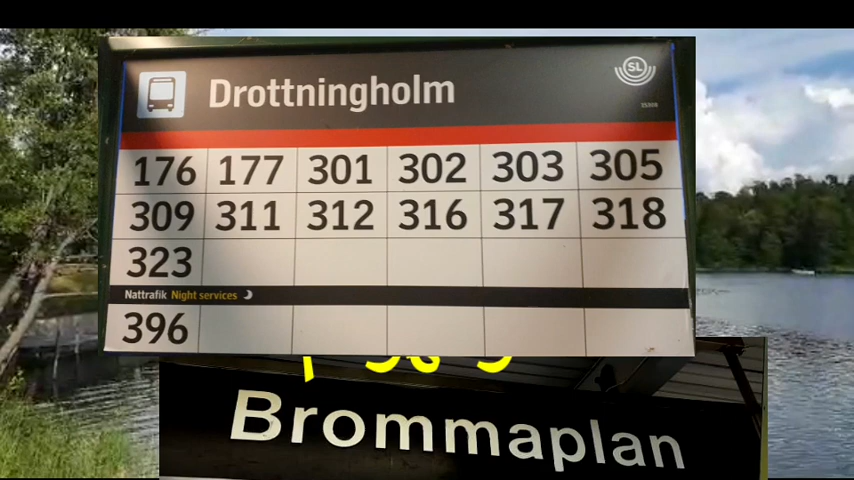 Drottningholm
SL
35308
176 177 301 302 303 305
309 311 312 316 317 318
323
Nattrafik Night services
396
Brommaplan